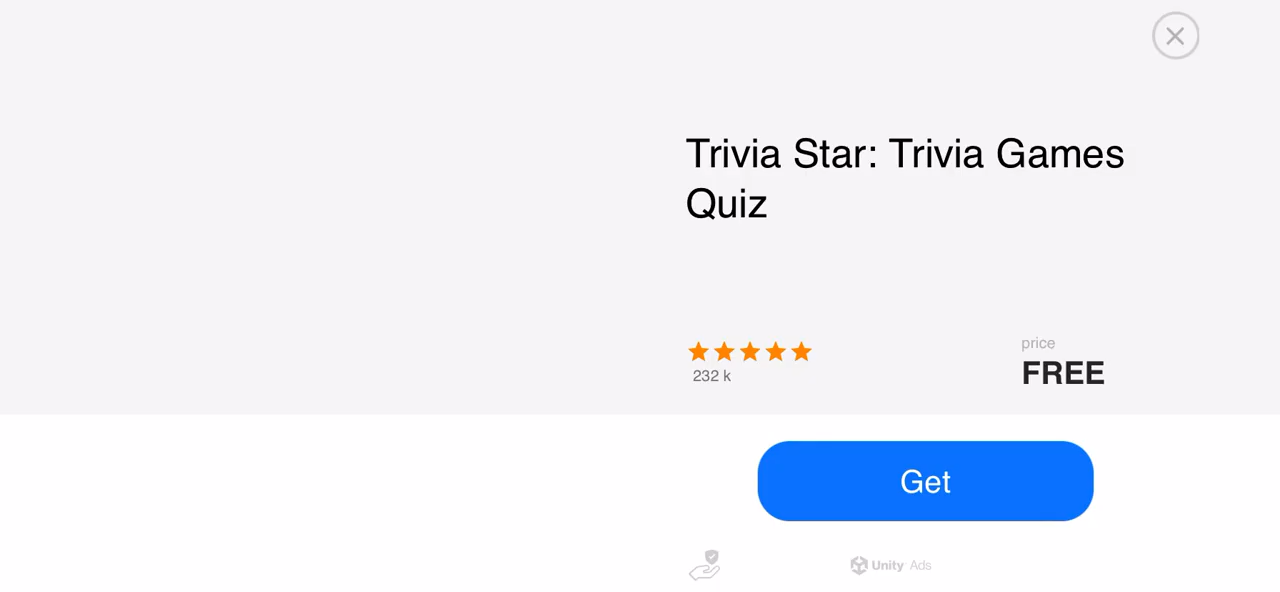 Trivia Star: Trivia Games
Quiz
232 k
price
FREE
Get
Unity Ads